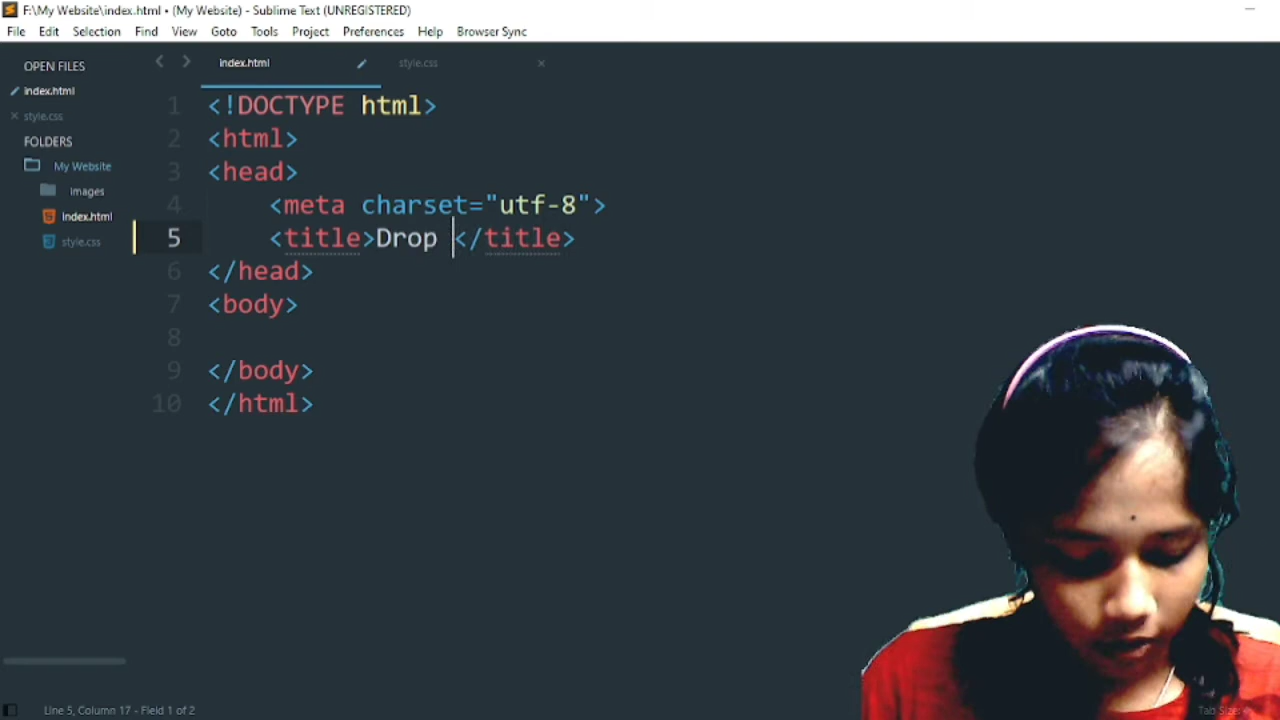 F:\My Website\index.html • (My Website) - Sublime Text (UNREGISTERED)
File Edit Selection Find View Goto Tools Project Preferences Help Browser Sync
OPEN FILES
index.html
style.css
FOLDERS
My Website
images
index.html
style.css
index.html style.css
1 <!DOCTYPE html>
2 <html>
3 <head>
4 <meta charset="utf-8">
5 <title>Drop </title>
6 </head>
7 <body>
8
9 </body>
10 </html>
Line 5, Column 17 - Field 1 of 2
Tab Size: